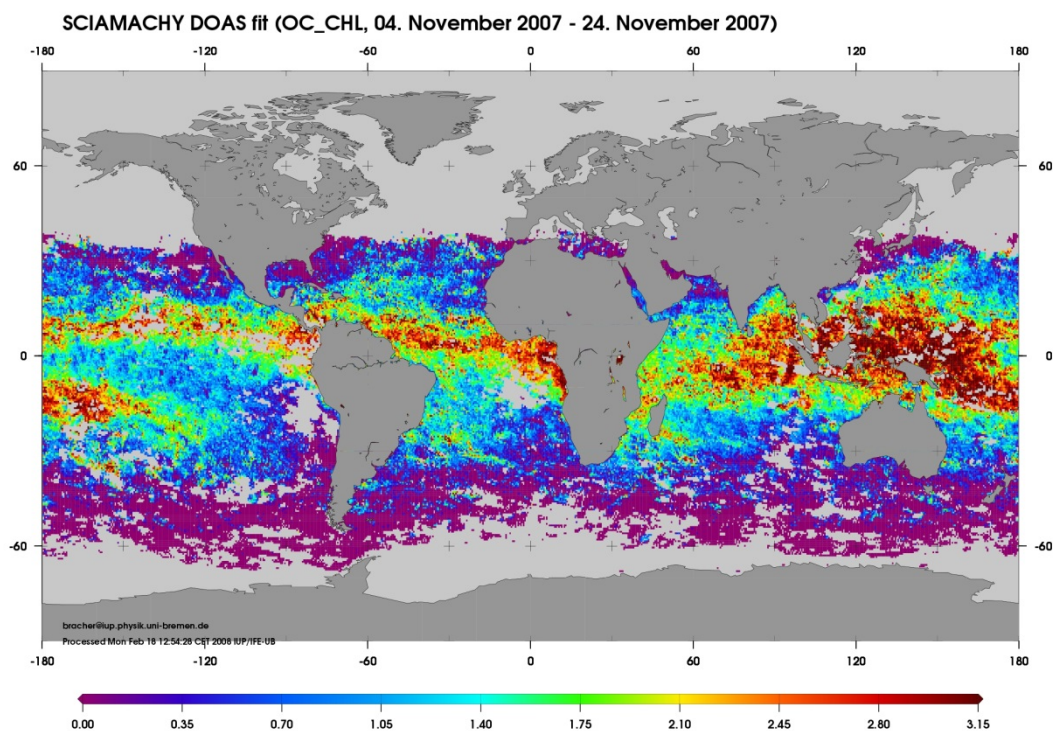 SCIAMACHY DOAS fit (OC_CHL, 04. November 2007 - 24. November 2007)
-180 -120 -60 0 60 120 180
60 60
0 0
-60 -60
bracher@iup.physik.uni-bremen.de
Processed Mon Feb 18 12:54:28 CET 2008 IUP/IFE-UB
-180 -120 -60 0 60 120 180
0.00 0.35 0.70 1.05 1.40 1.75 2.10 2.45 2.80 3.15